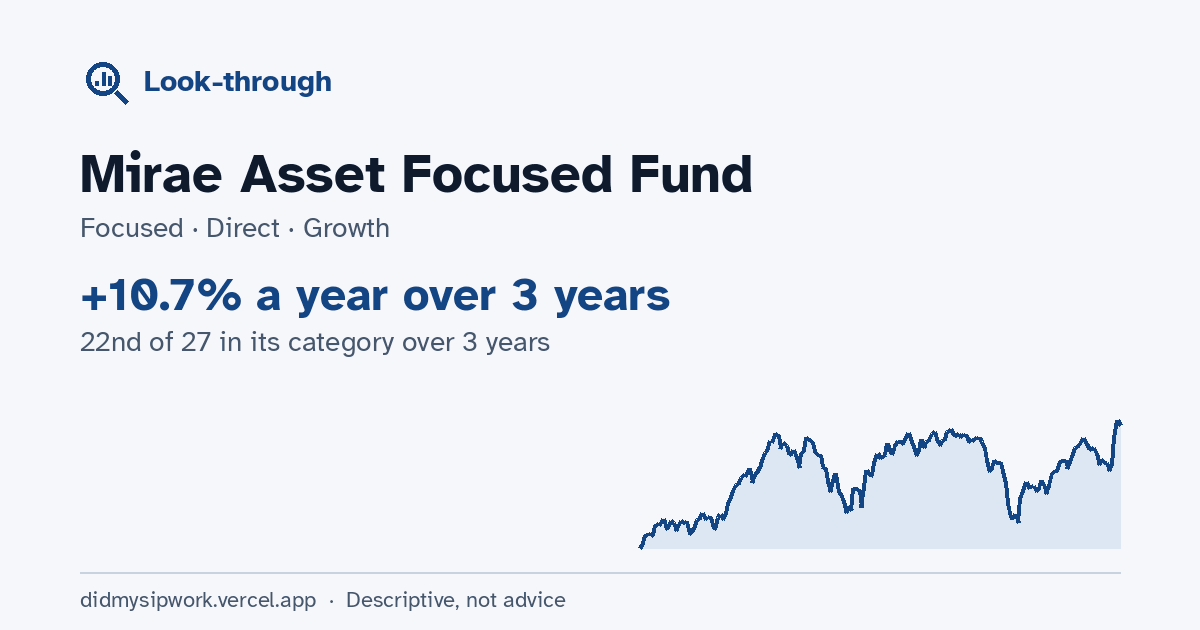 Look-through
Mirae Asset Focused Fund
Focused · Direct · Growth
+10.7% a year over 3 years
22nd of 27 in its category over 3 years
didmysipwork.vercel.app · Descriptive, not advice